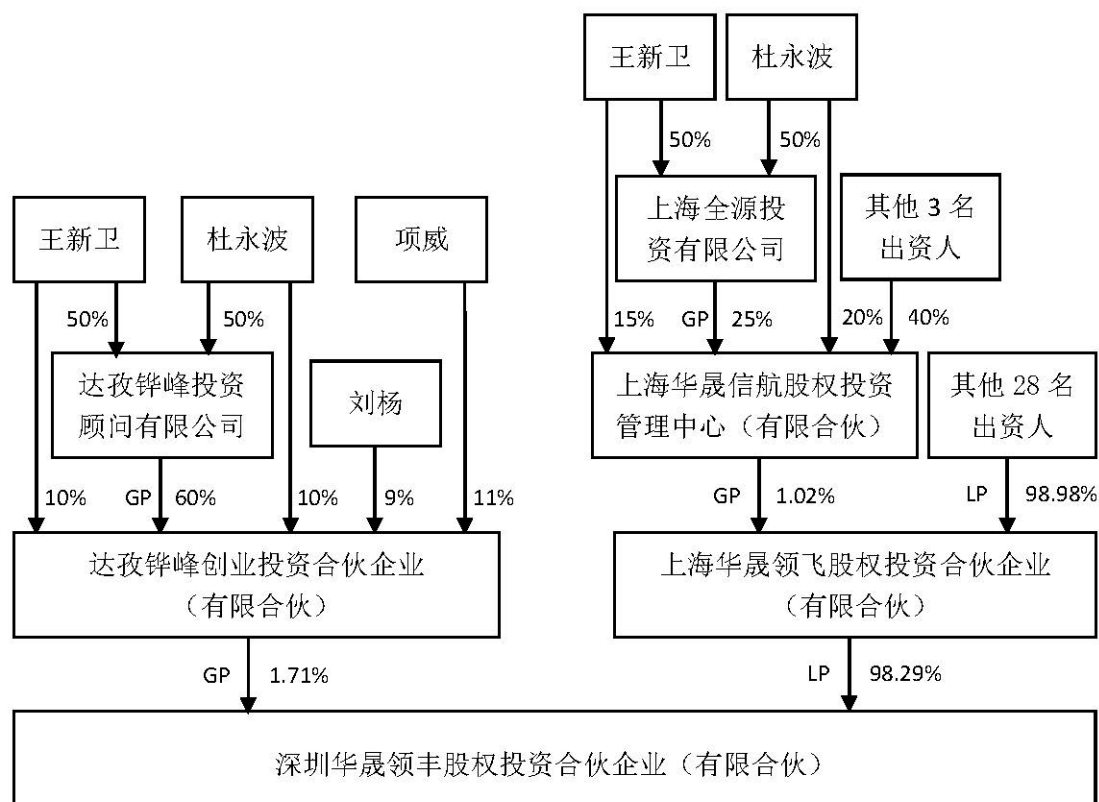 王新卫
杜永波
50%
50%
上海全源投
资有限公司
其他 3 名
出资人
王新卫
杜永波
项威
50%
50%
15%
GP
25%
20%
40%
达孜铧峰投资
顾问有限公司
刘杨
上海华晟信航股权投资
管理中心（有限合伙）
其他 28 名
出资人
10%
GP
60%
10%
9%
11%
GP
1.02%
LP
98.98%
达孜铧峰创业投资合伙企业
（有限合伙）
上海华晟领飞股权投资合伙企业
（有限合伙）
GP
1.71%
LP
98.29%
深圳华晟领丰股权投资合伙企业（有限合伙）